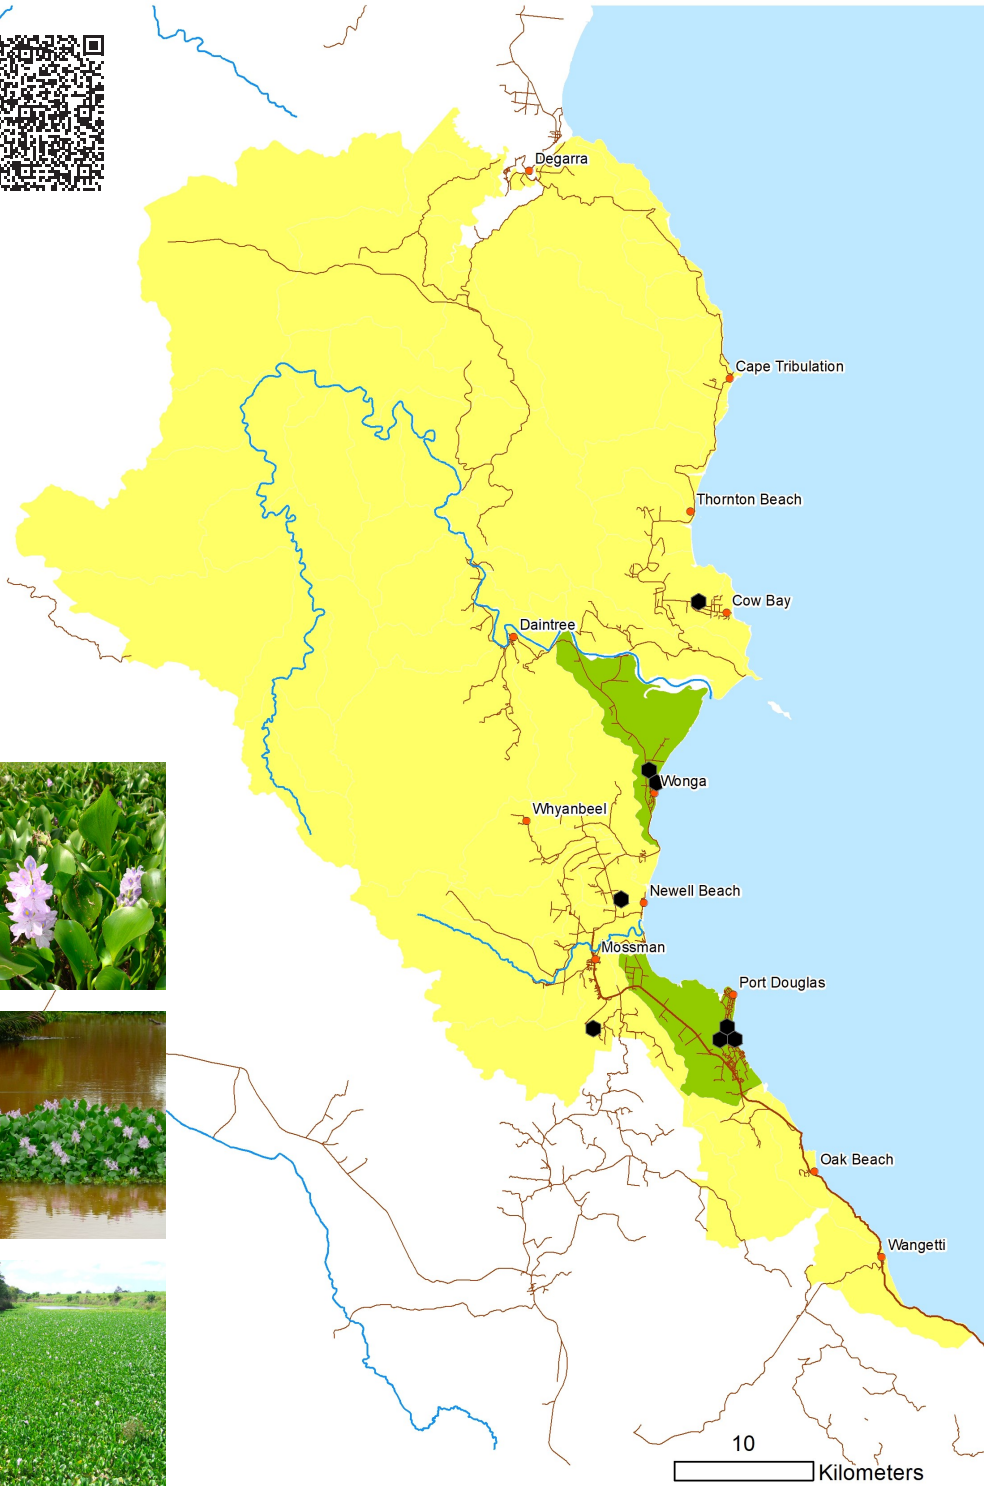 Degarra
Cape Tribulation
Thornton Beach
Cow Bay
Daintree
Wonga
Whyanbeel
Newell Beach
Mossman
Port Douglas
Oak Beach
Wangetti
10
Kilometers